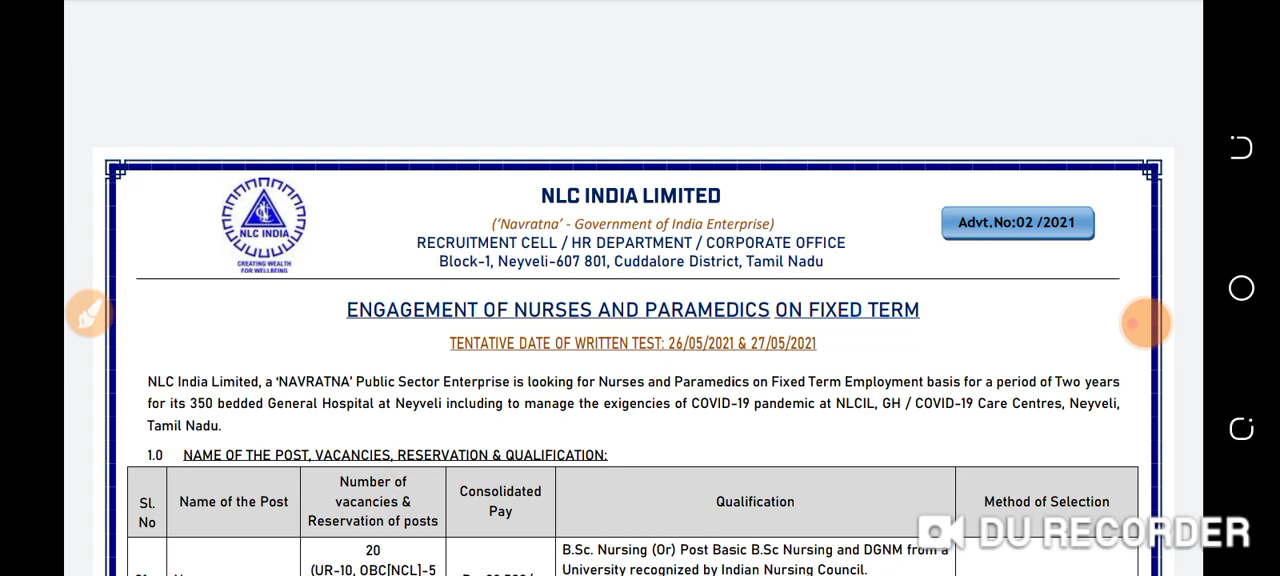 NLC INDIA LIMITED
('Navratna' - Government of India Enterprise)
RECRUITMENT CELL / HR DEPARTMENT / CORPORATE OFFICE
Block-1, Neyveli-607 801, Cuddalore District, Tamil Nadu
NLC INDIA
CREATING WEALTH
FOR WELLBEING
Advt.No:02 /2021
ENGAGEMENT OF NURSES AND PARAMEDICS ON FIXED TERM
TENTATIVE DATE OF WRITTEN TEST: 26/05/2021 & 27/05/2021
NLC India Limited, a ‘NAVRATNA’ Public Sector Enterprise is looking for Nurses and Paramedics on Fixed Term Employment basis for a period of Two years
for its 350 bedded General Hospital at Neyveli including to manage the exigencies of COVID-19 pandemic at NLCIL, GH / COVID-19 Care Centres, Neyveli,
Tamil Nadu.
1.0 NAME OF THE POST, VACANCIES, RESERVATION & QUALIFICATION:
Sl. No
Name of the Post
Number of
vacancies &
Reservation of posts
Consolidated
Pay
Qualification
Method of Selection
20
(UR-10, OBC[NCL]-5
B.Sc. Nursing (Or) Post Basic B.Sc Nursing and DGNM from a
University recognized by Indian Nursing Council.
DU RECORDER